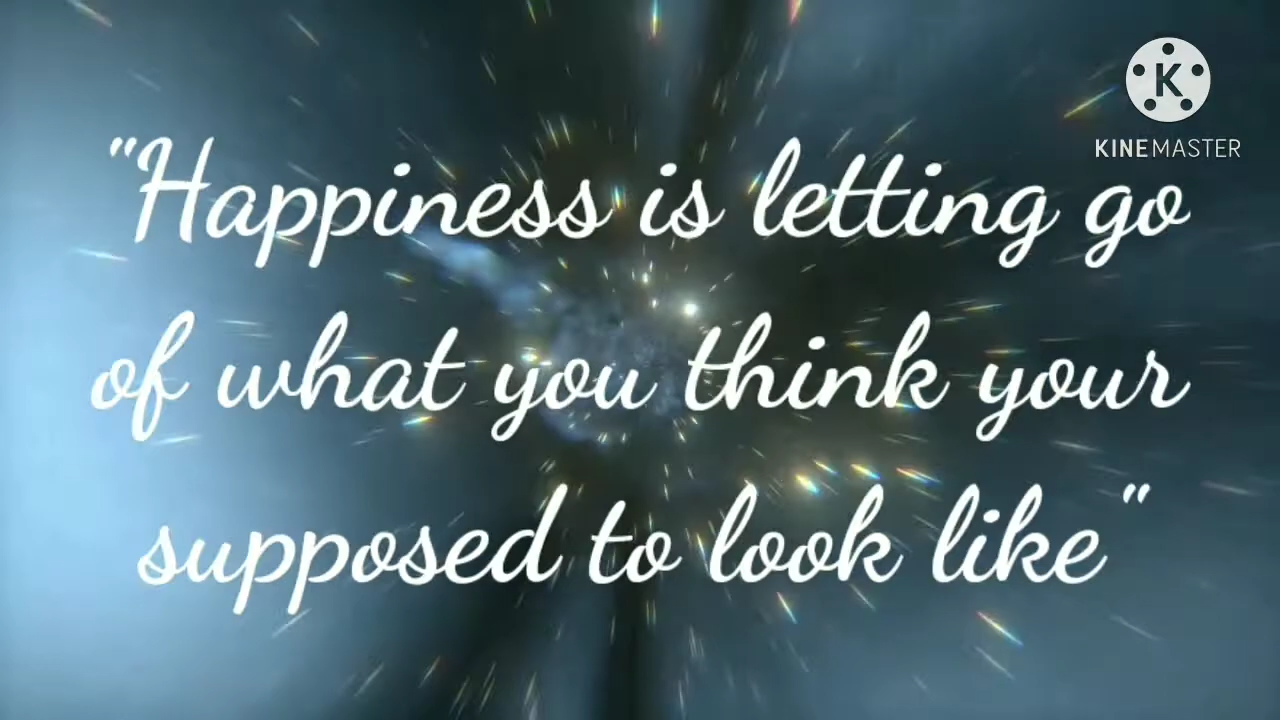 K
KINEMASTER
"Happiness is letting go
of what you think your
supposed to look like"